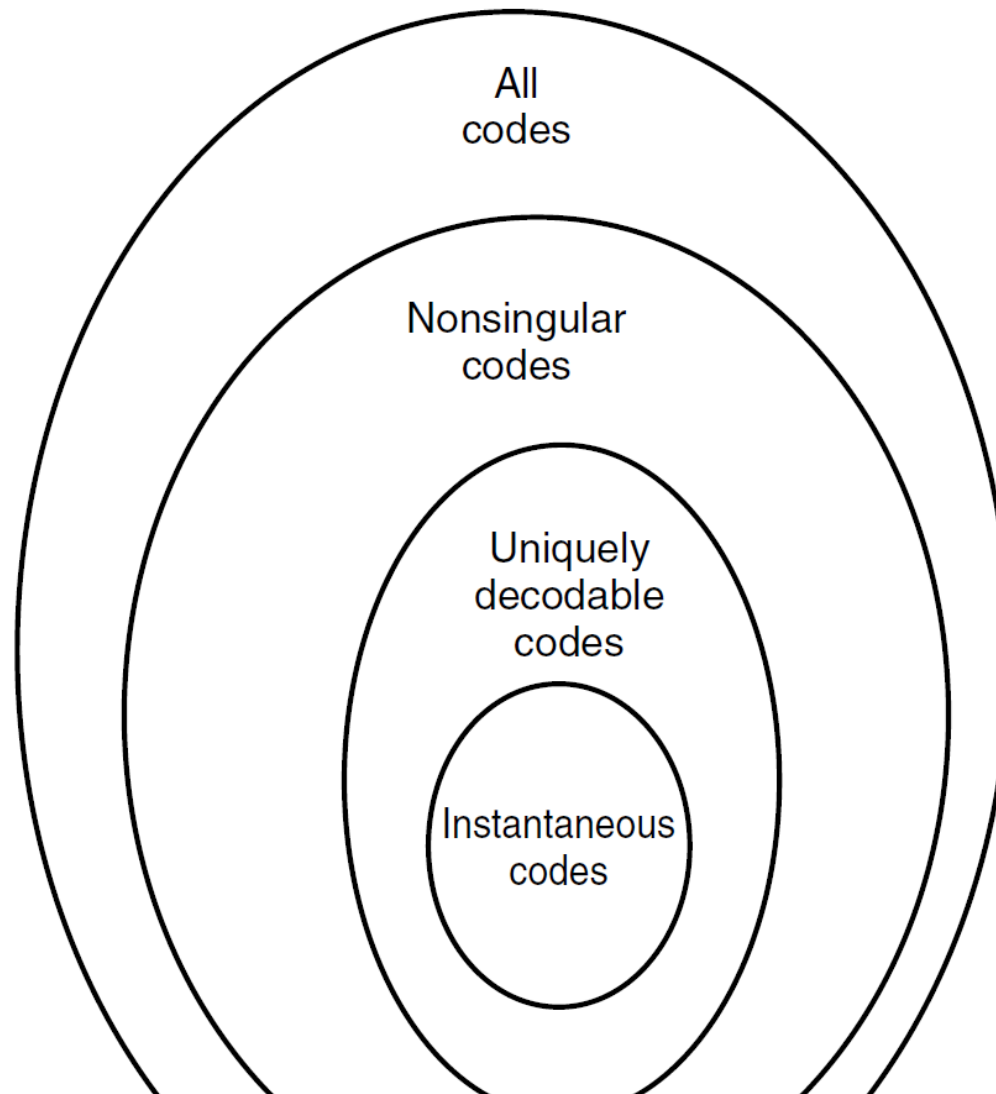 All
codes
Nonsingular
codes
Uniquely
decodable
codes
Instantaneous
codes